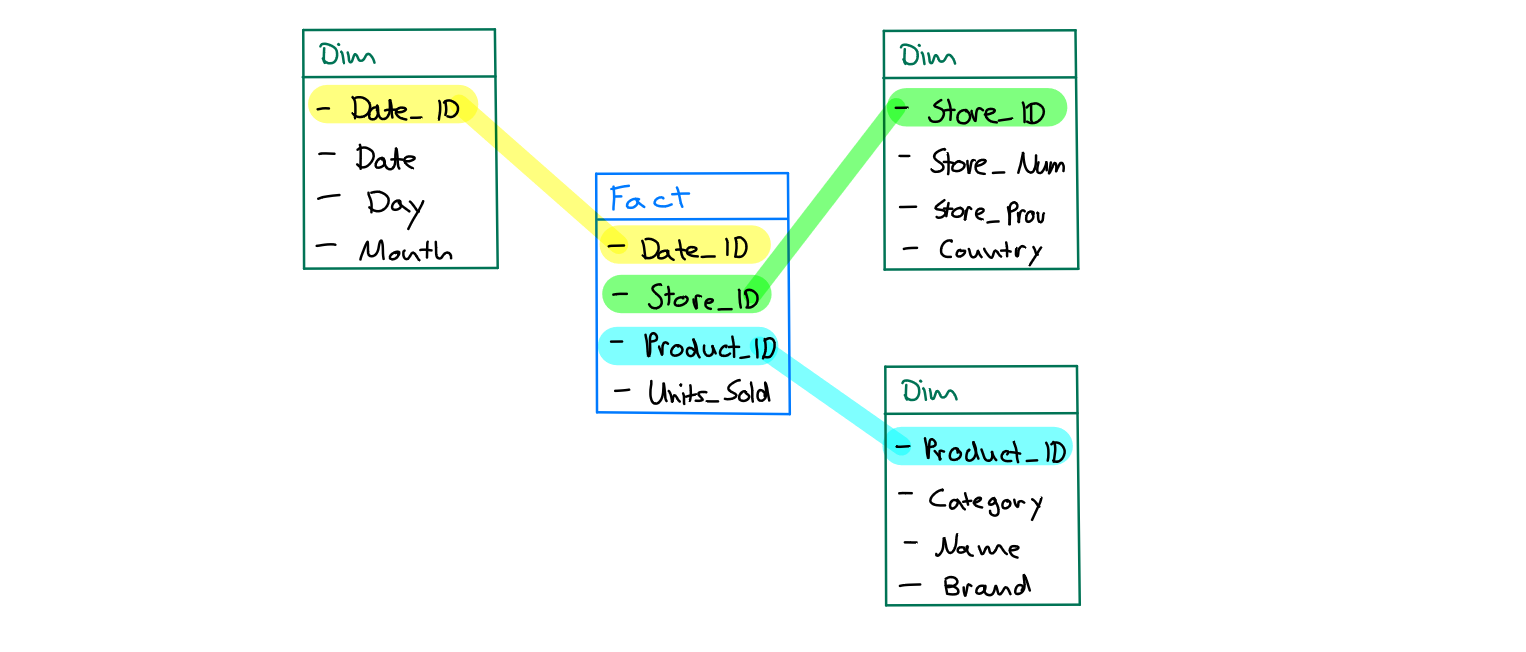 Dim
- Date_ID
- Date
- Day
- Month
Fact
- Date_ID
- Store_ID
- Product_ID
- Units_Sold
Dim
- Store_ID
- Store_Num
- Store_Prov
- Country
Dim
- Product_ID
- Category
- Name
- Brand